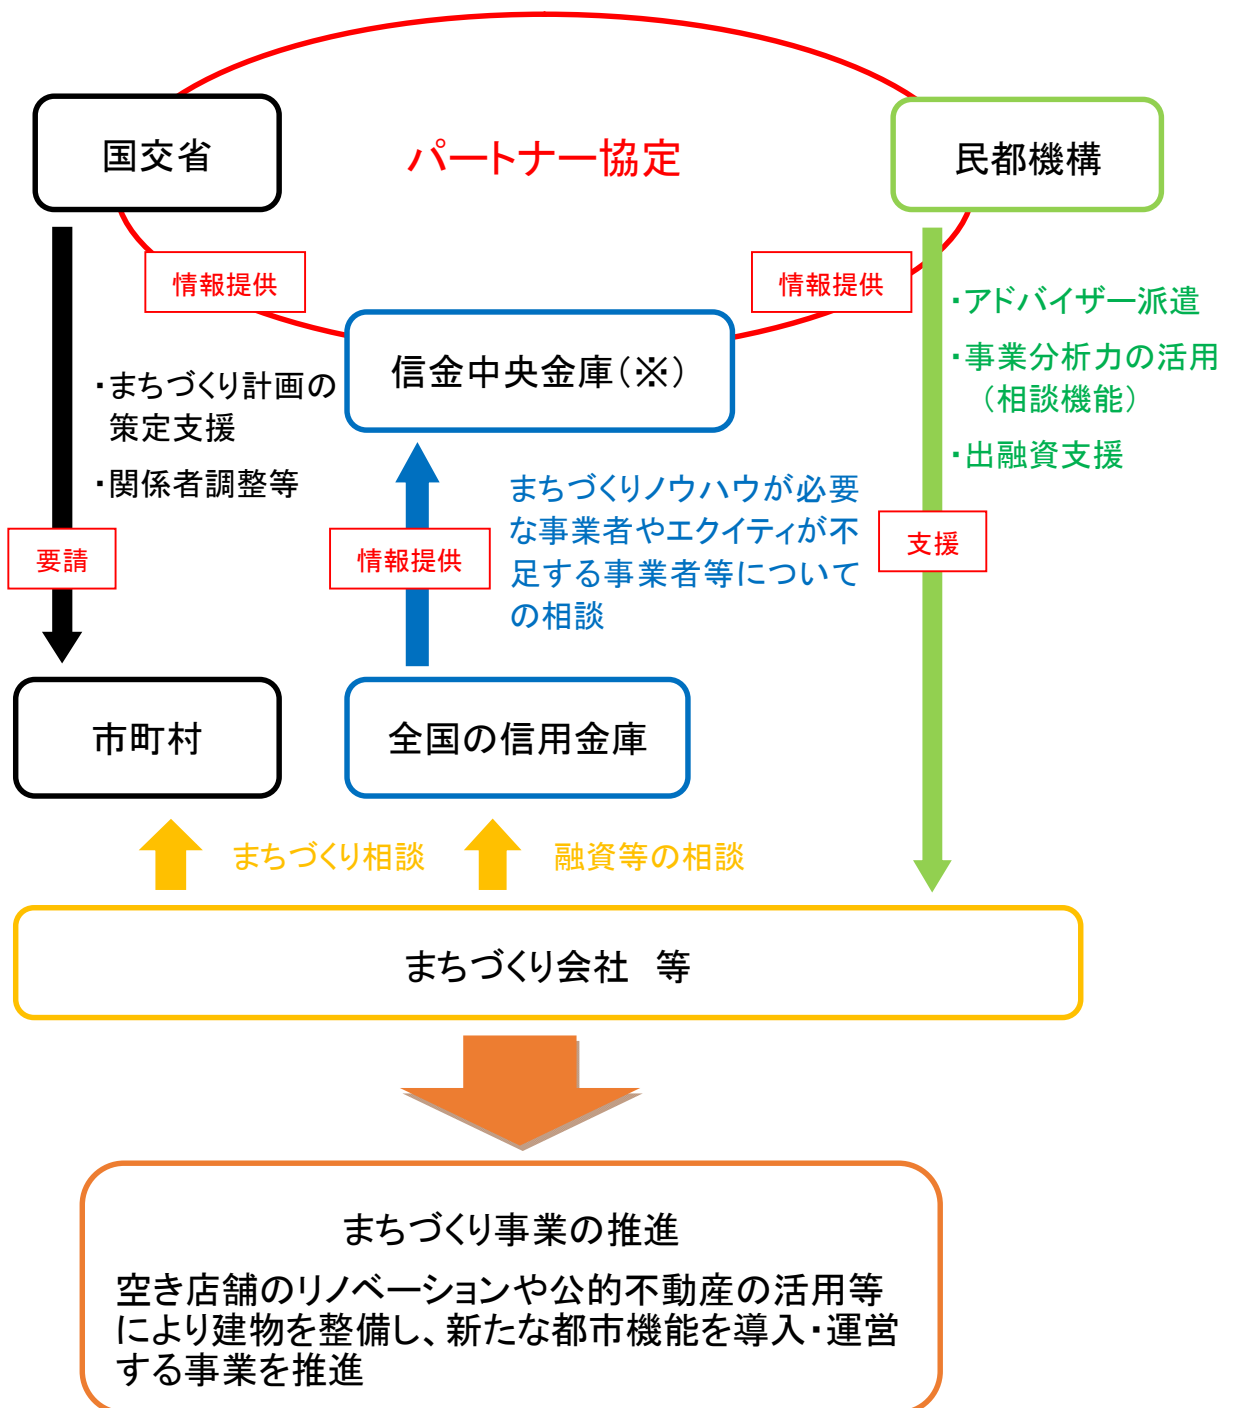 国交省
パートナー協定
民都機構
情報提供
情報提供
信金中央金庫(※)
・まちづくり計画の
策定支援
・関係者調整等
・アドバイザー派遣
・事業分析力の活用
（相談機能）
・出融資支援
要請
情報提供
まちづくりノウハウが必要
な事業者やエクイティが不
足する事業者等について
の相談
支援
市町村
全国の信用金庫
まちづくり相談
融資等の相談
まちづくり会社　等
まちづくり事業の推進
空き店舗のリノベーションや公的不動産の活用等
により建物を整備し、新たな都市機能を導入・運営
する事業を推進